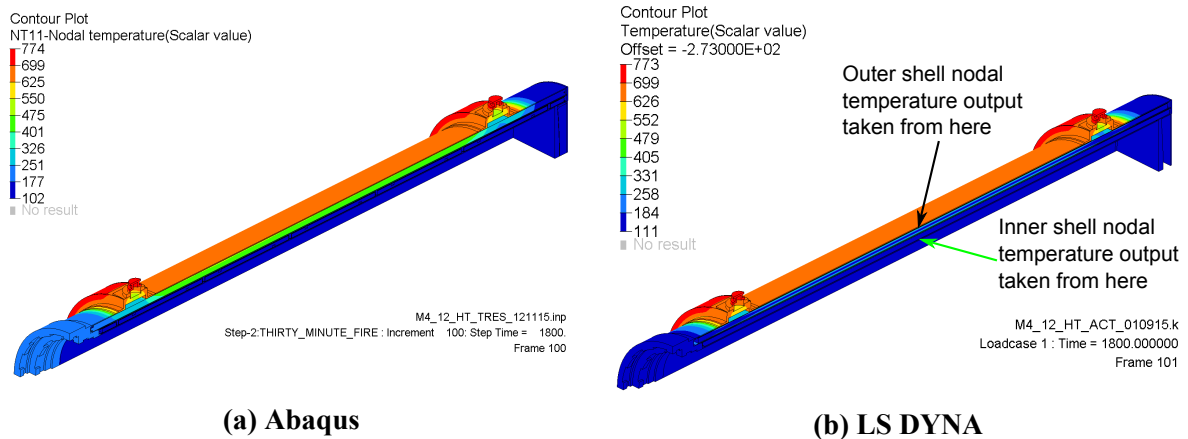 Contour Plot
NT11-Nodal temperature(Scalar value)
774
699
625
550
475
401
326
251
177
102
No result
M4_12_HT_TRES_121115.inp
Step-2:THIRTY_MINUTE_FIRE : Increment 100: Step Time = 1800.
Frame 100
(a) Abaqus
Contour Plot
Temperature(Scalar value)
Offset = -2.73000E+02
773
699
626
552
479
405
331
258
184
111
No result
Outer shell nodal
temperature output
taken from here
Inner shell nodal
temperature output
taken from here
M4_12_HT_ACT_010915.k
Loadcase 1 : Time = 1800.000000
Frame 101
(b) LS DYNA